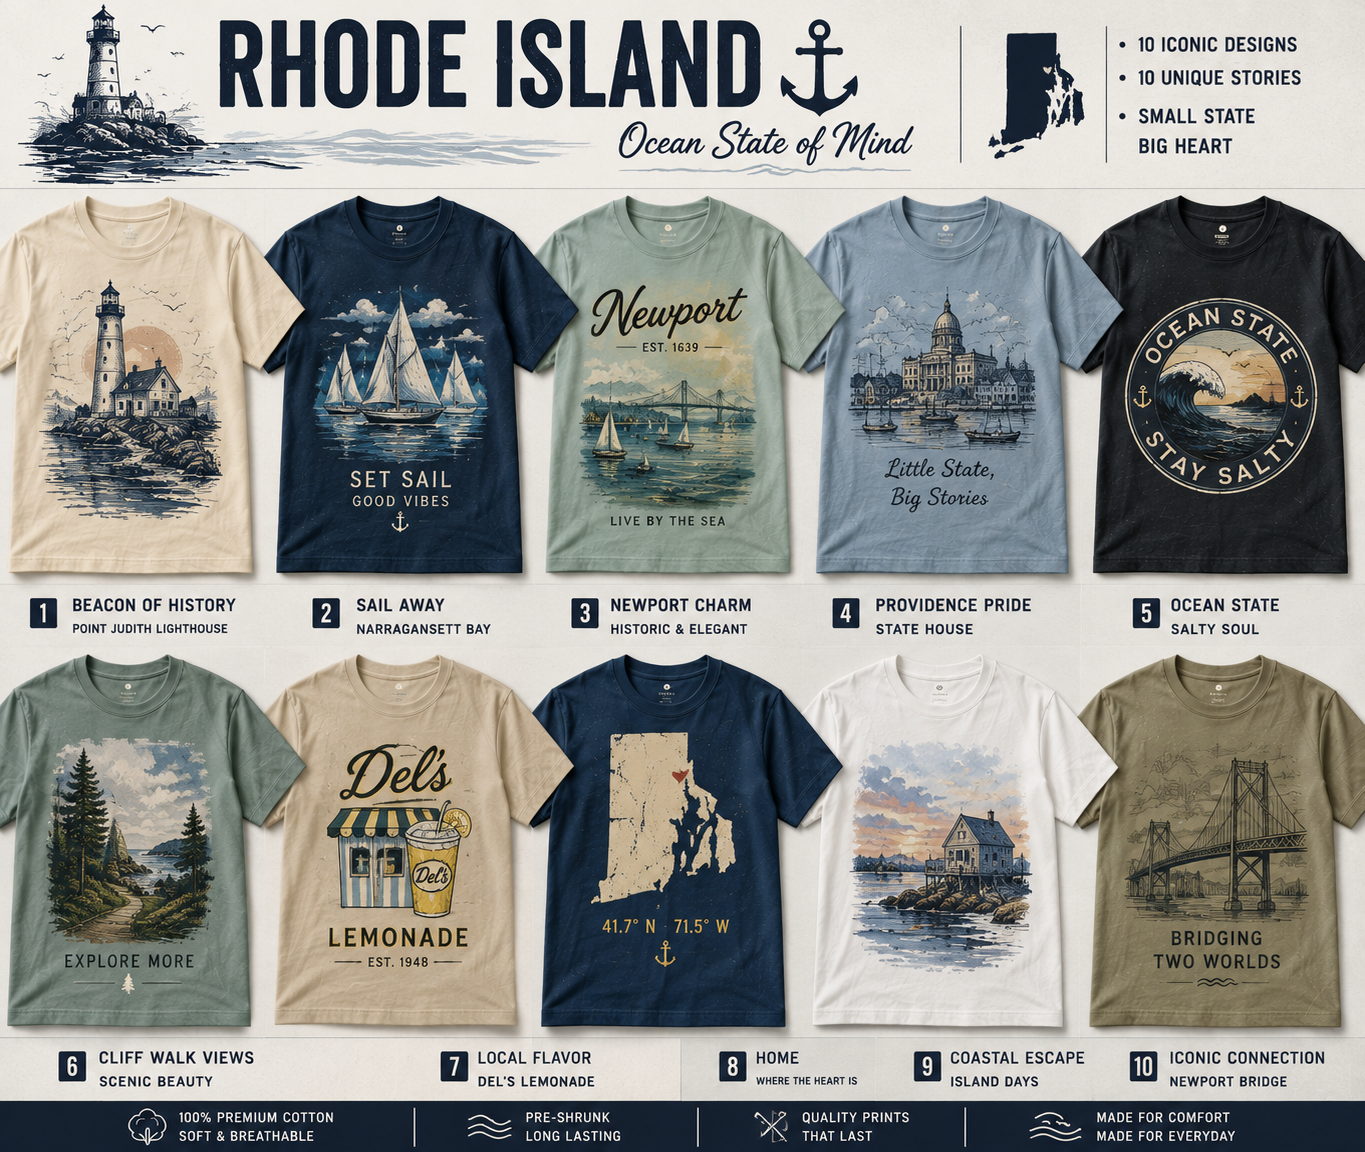 RHODE ISLAND
Ocean State of Mind
• 10 ICONIC DESIGNS
• 10 UNIQUE STORIES
• SMALL STATE
BIG HEART
SET SAIL
GOOD VIBES
Newport
EST. 1639
LIVE BY THE SEA
Little State,
Big Stories
OCEAN STATE
STAY SALTY
1 BEACON OF HISTORY
POINT JUDITH LIGHTHOUSE
2 SAIL AWAY
NARRAGANSETT BAY
3 NEWPORT CHARM
HISTORIC & ELEGANT
4 PROVIDENCE PRIDE
STATE HOUSE
5 OCEAN STATE
SALTY SOUL
EXPLORE MORE
Del's
Del's
LEMONADE
EST. 1948
41.7° N 71.5° W
BRIDGING
TWO WORLDS
6 CLIFF WALK VIEWS
SCENIC BEAUTY
7 LOCAL FLAVOR
DEL'S LEMONADE
8 HOME
WHERE THE HEART IS
9 COASTAL ESCAPE
ISLAND DAYS
10 ICONIC CONNECTION
NEWPORT BRIDGE
100% PREMIUM COTTON
SOFT & BREATHABLE
PRE-SHRUNK
LONG LASTING
QUALITY PRINTS
THAT LAST
MADE FOR COMFORT
MADE FOR EVERYDAY